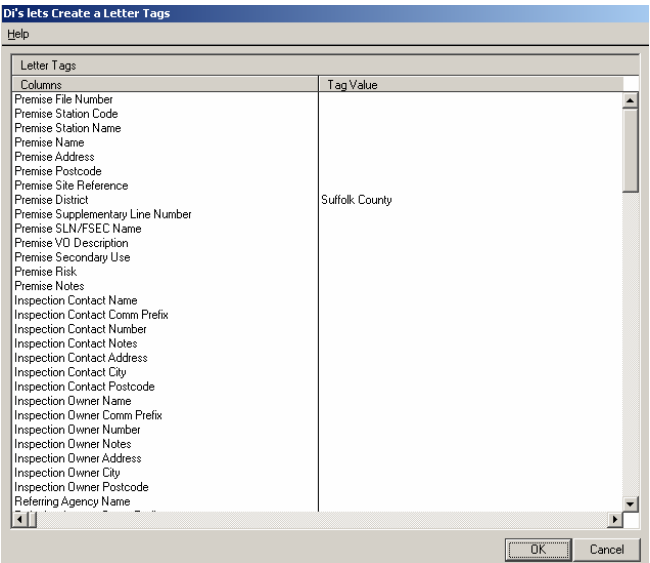 Di's lets Create a Letter Tags
Help
Letter Tags
Columns Tag Value
Premise File Number
Premise Station Code
Premise Station Name
Premise Name
Premise Address
Premise Postcode
Premise Site Reference
Premise District Suffolk County
Premise Supplementary Line Number
Premise SLN/FSEC Name
Premise VO Description
Premise Secondary Use
Premise Risk
Premise Notes
Inspection Contact Name
Inspection Contact Comm Prefix
Inspection Contact Number
Inspection Contact Notes
Inspection Contact Address
Inspection Contact City
Inspection Contact Postcode
Inspection Owner Name
Inspection Owner Comm Prefix
Inspection Owner Number
Inspection Owner Notes
Inspection Owner Address
Inspection Owner City
Inspection Owner Postcode
Referring Agency Name
OK Cancel